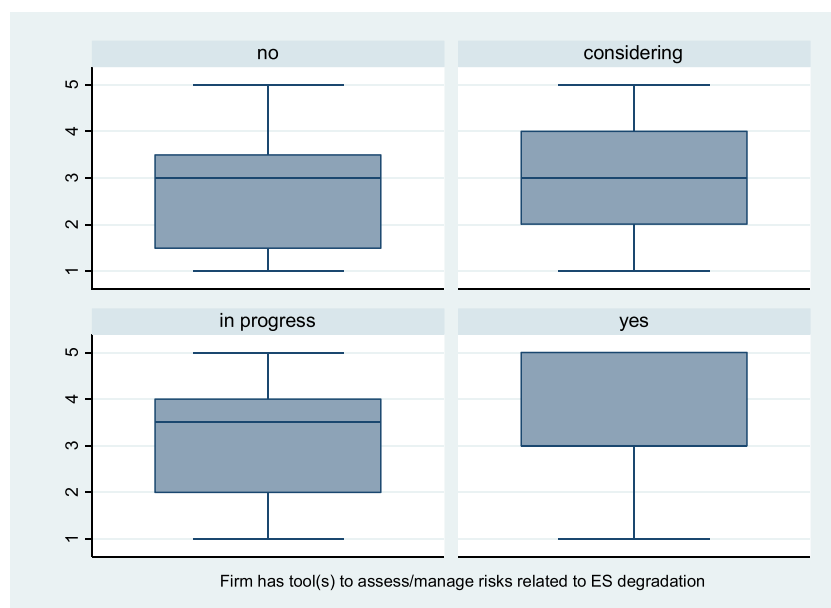 no
considering
5
4
3
2
1
in progress
yes
5
4
3
2
1
Firm has tool(s) to assess/manage risks related to ES degradation